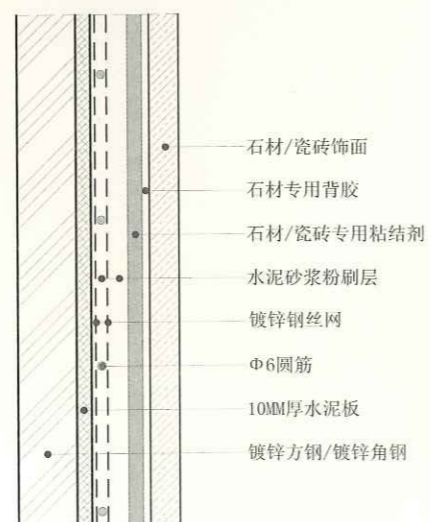 石材/瓷砖饰面
石材专用背胶
石材/瓷砖专用粘结剂
水泥砂浆粉刷层
镀锌钢丝网
Φ6圆筋
10MM厚水泥板
镀锌方钢/镀锌角钢